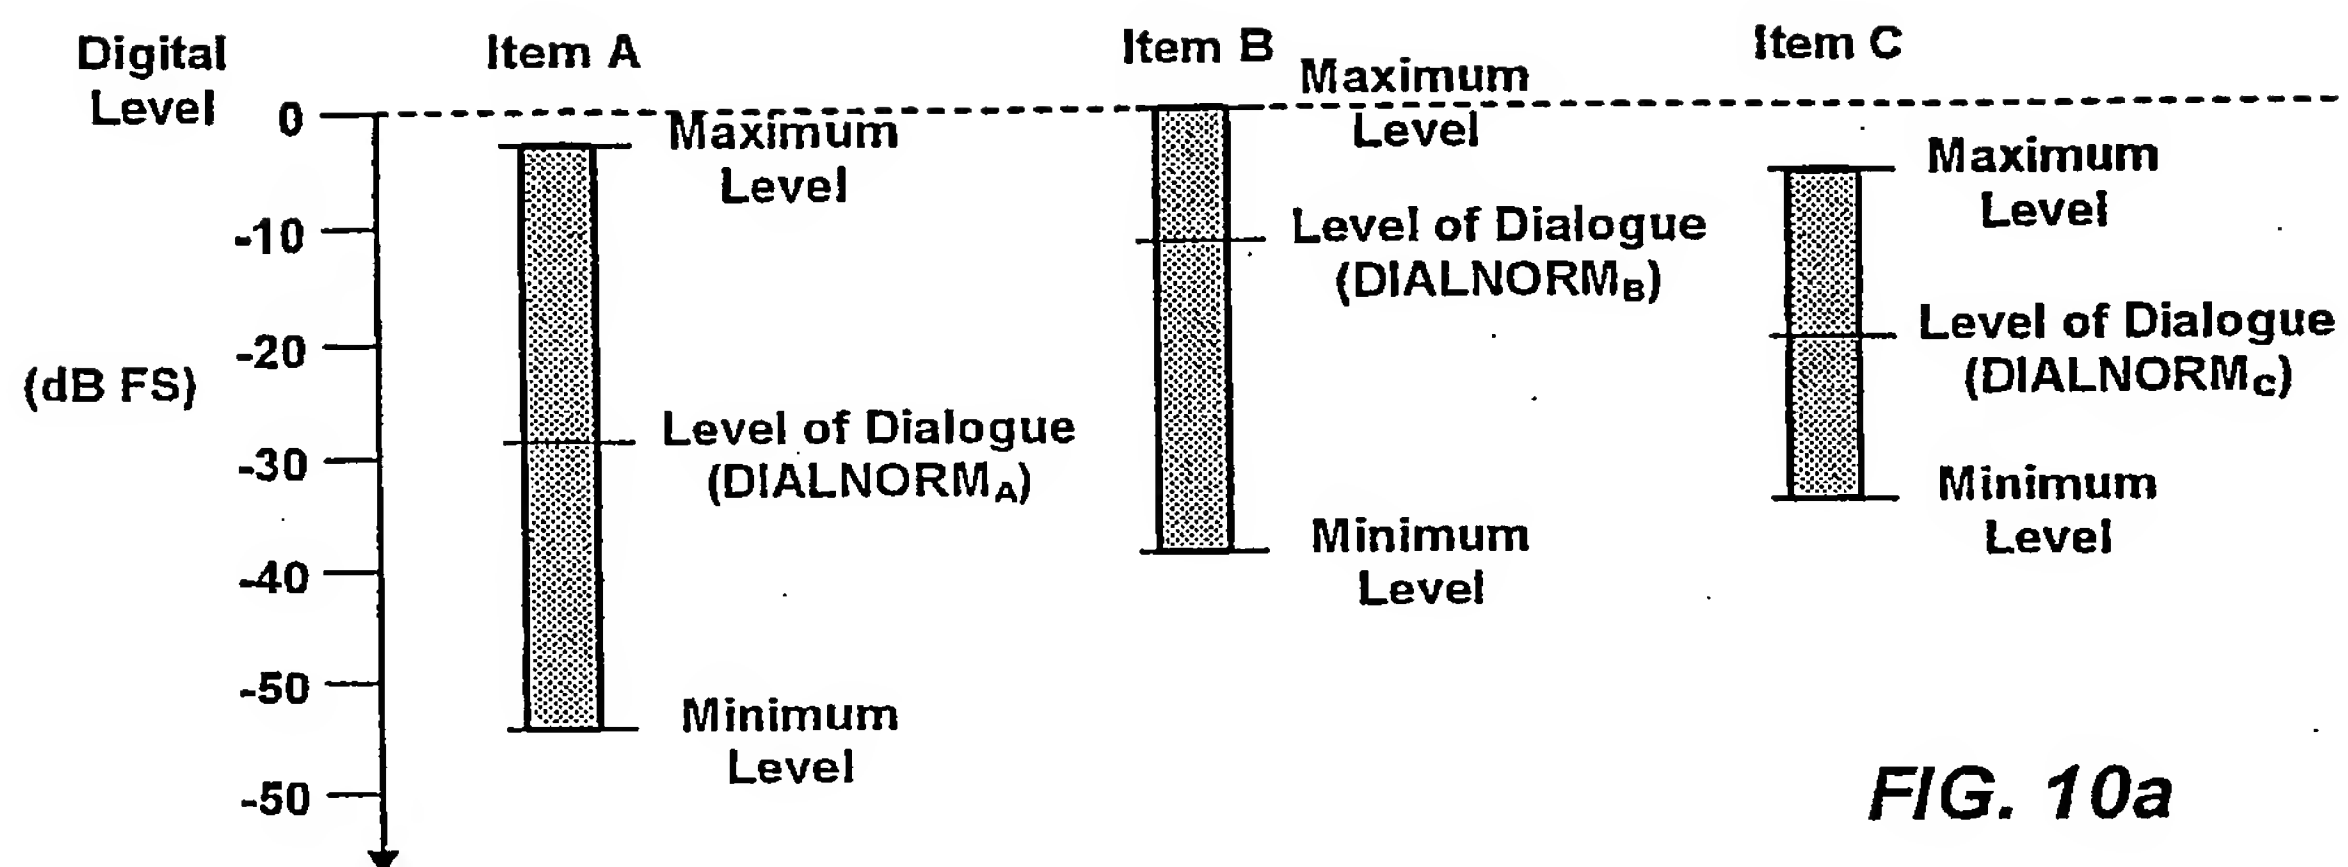 Digital
Level
(dB FS)
0
-10
-20
-30
-40
-50
-50
Item A
Maximum
Level
Level of Dialogue
(DIALNORMA)
Minimum
Level
Item B
Maximum
Level
Level of Dialogue
(DIALNORMB)
Minimum
Level
Item C
Maximum
Level
Level of Dialogue
(DIALNORMC)
Minimum
Level
FIG. 10a